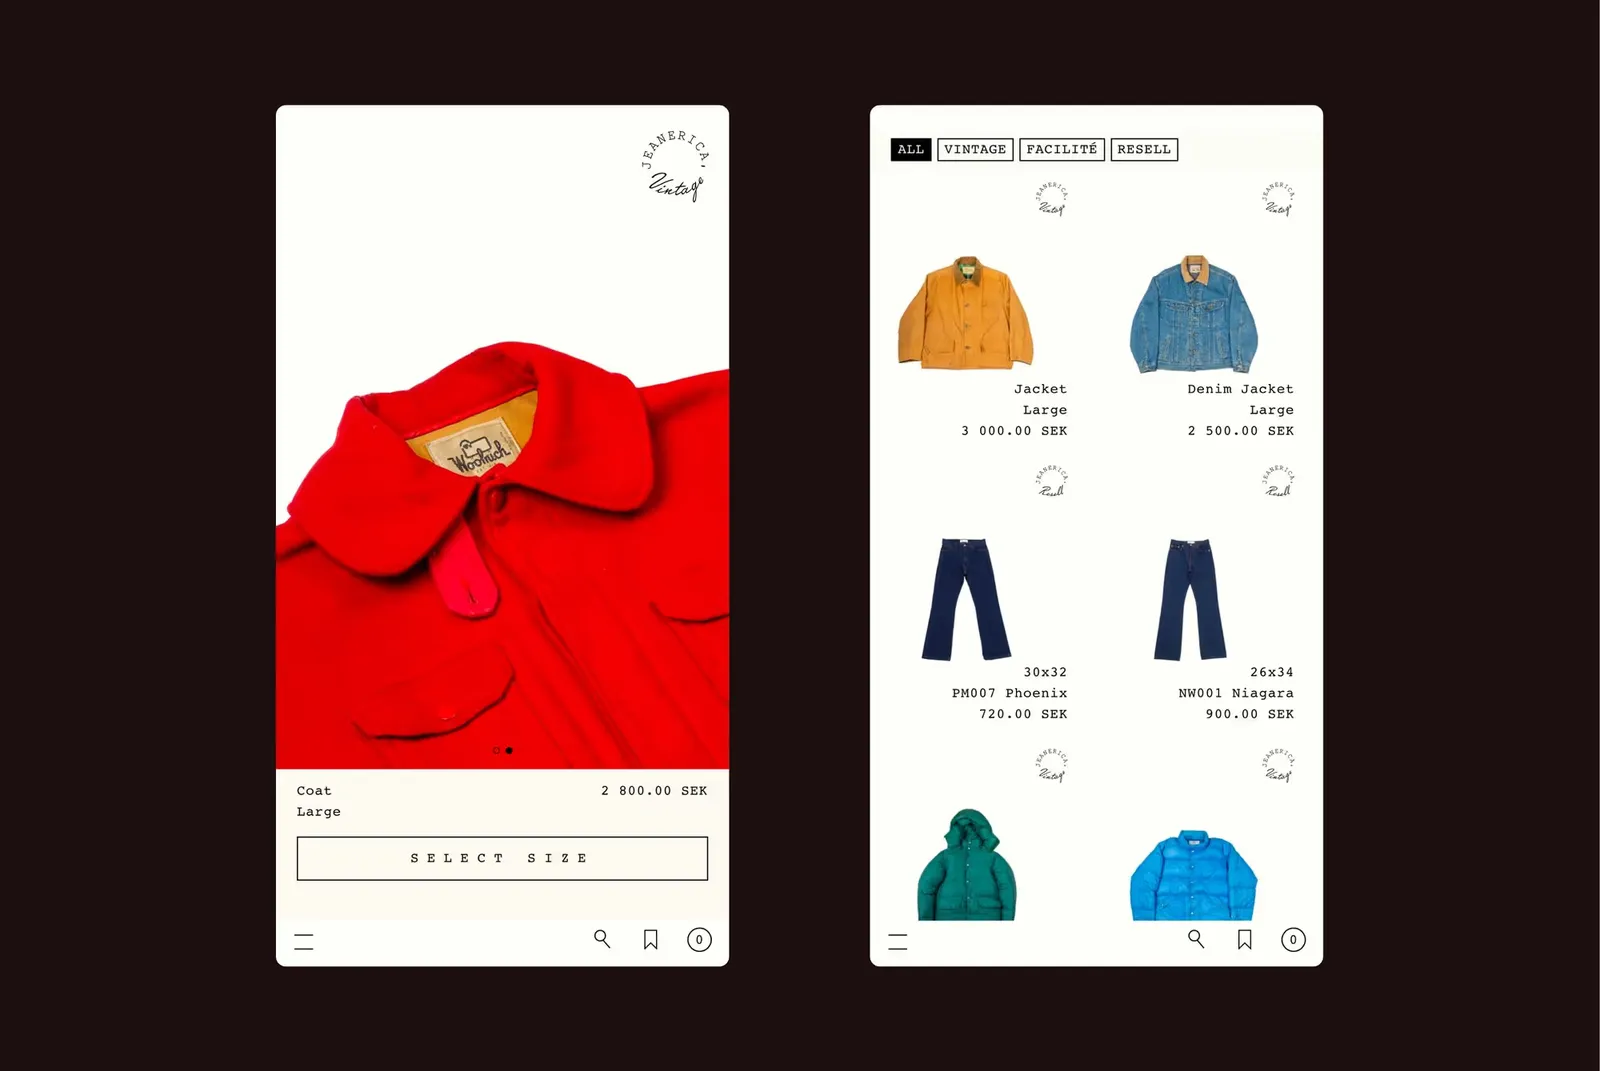 JEANERICA,
Vintage
Woolrich
Coat
2 800.00 SEK
Large
SELECT SIZE
0
ALL
VINTAGE
FACILITÉ
RESELL
JEANERICA,
Vintage
JEANERICA,
Vintage
Jacket
Large
3 000.00 SEK
Denim Jacket
Large
2 500.00 SEK
JEANERICA,
Resell
JEANERICA,
Resell
30x32
PM007 Phoenix
720.00 SEK
26x34
NW001 Niagara
900.00 SEK
JEANERICA,
Vintage
JEANERICA,
Vintage
0